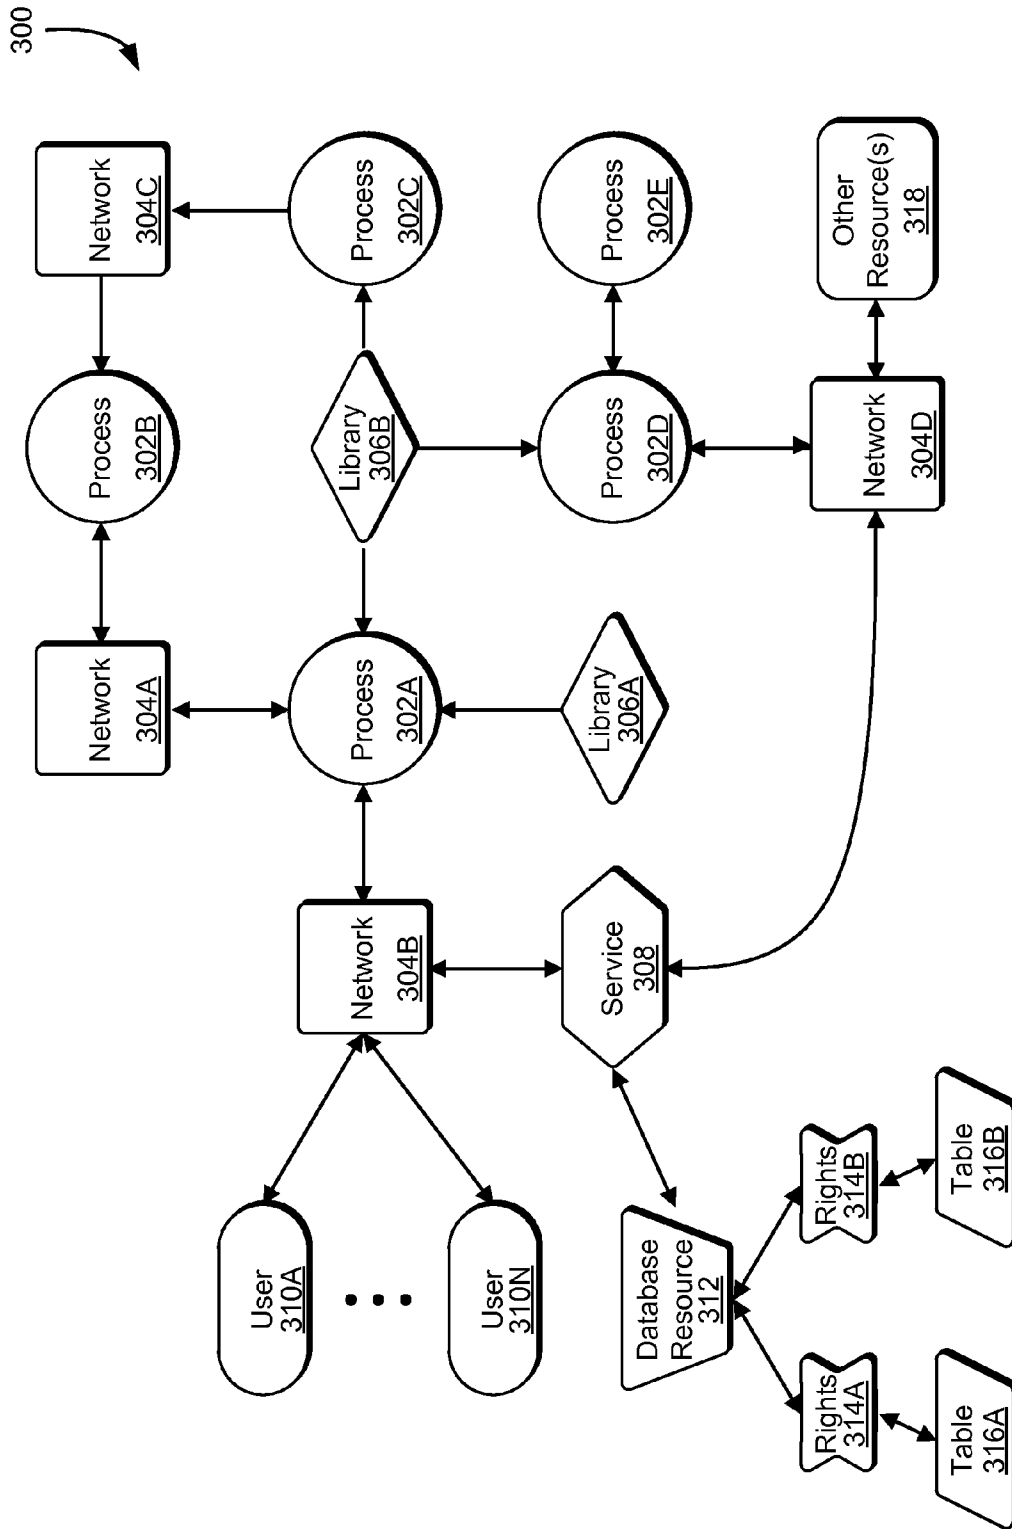 300
Network
304A
Process
302B
Network
304C
User
310A
Network
304B
Process
302A
Library
306B
Process
302C
User
310N
Service
308
Library
306A
Process
302D
Process
302E
Database
Resource
312
Rights
314A
Rights
314B
Network
304D
Other
Resource(s)
318
Table
316A
Table
316B